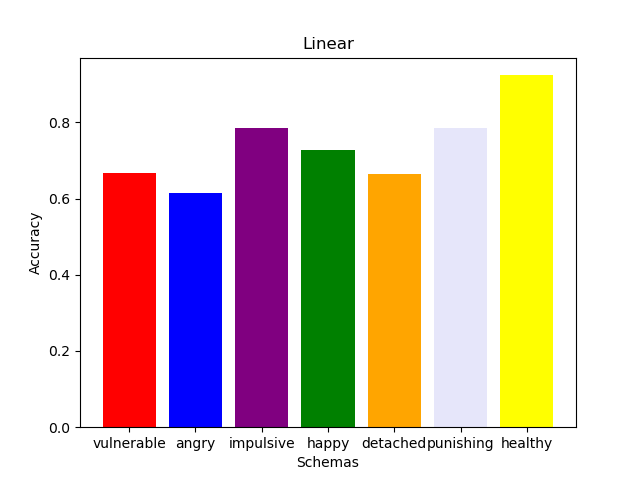 Linear
0.8
0.6
0.4
0.2
0.0
Accuracy
vulnerable angry impulsive happy detached punishing healthy
Schemas